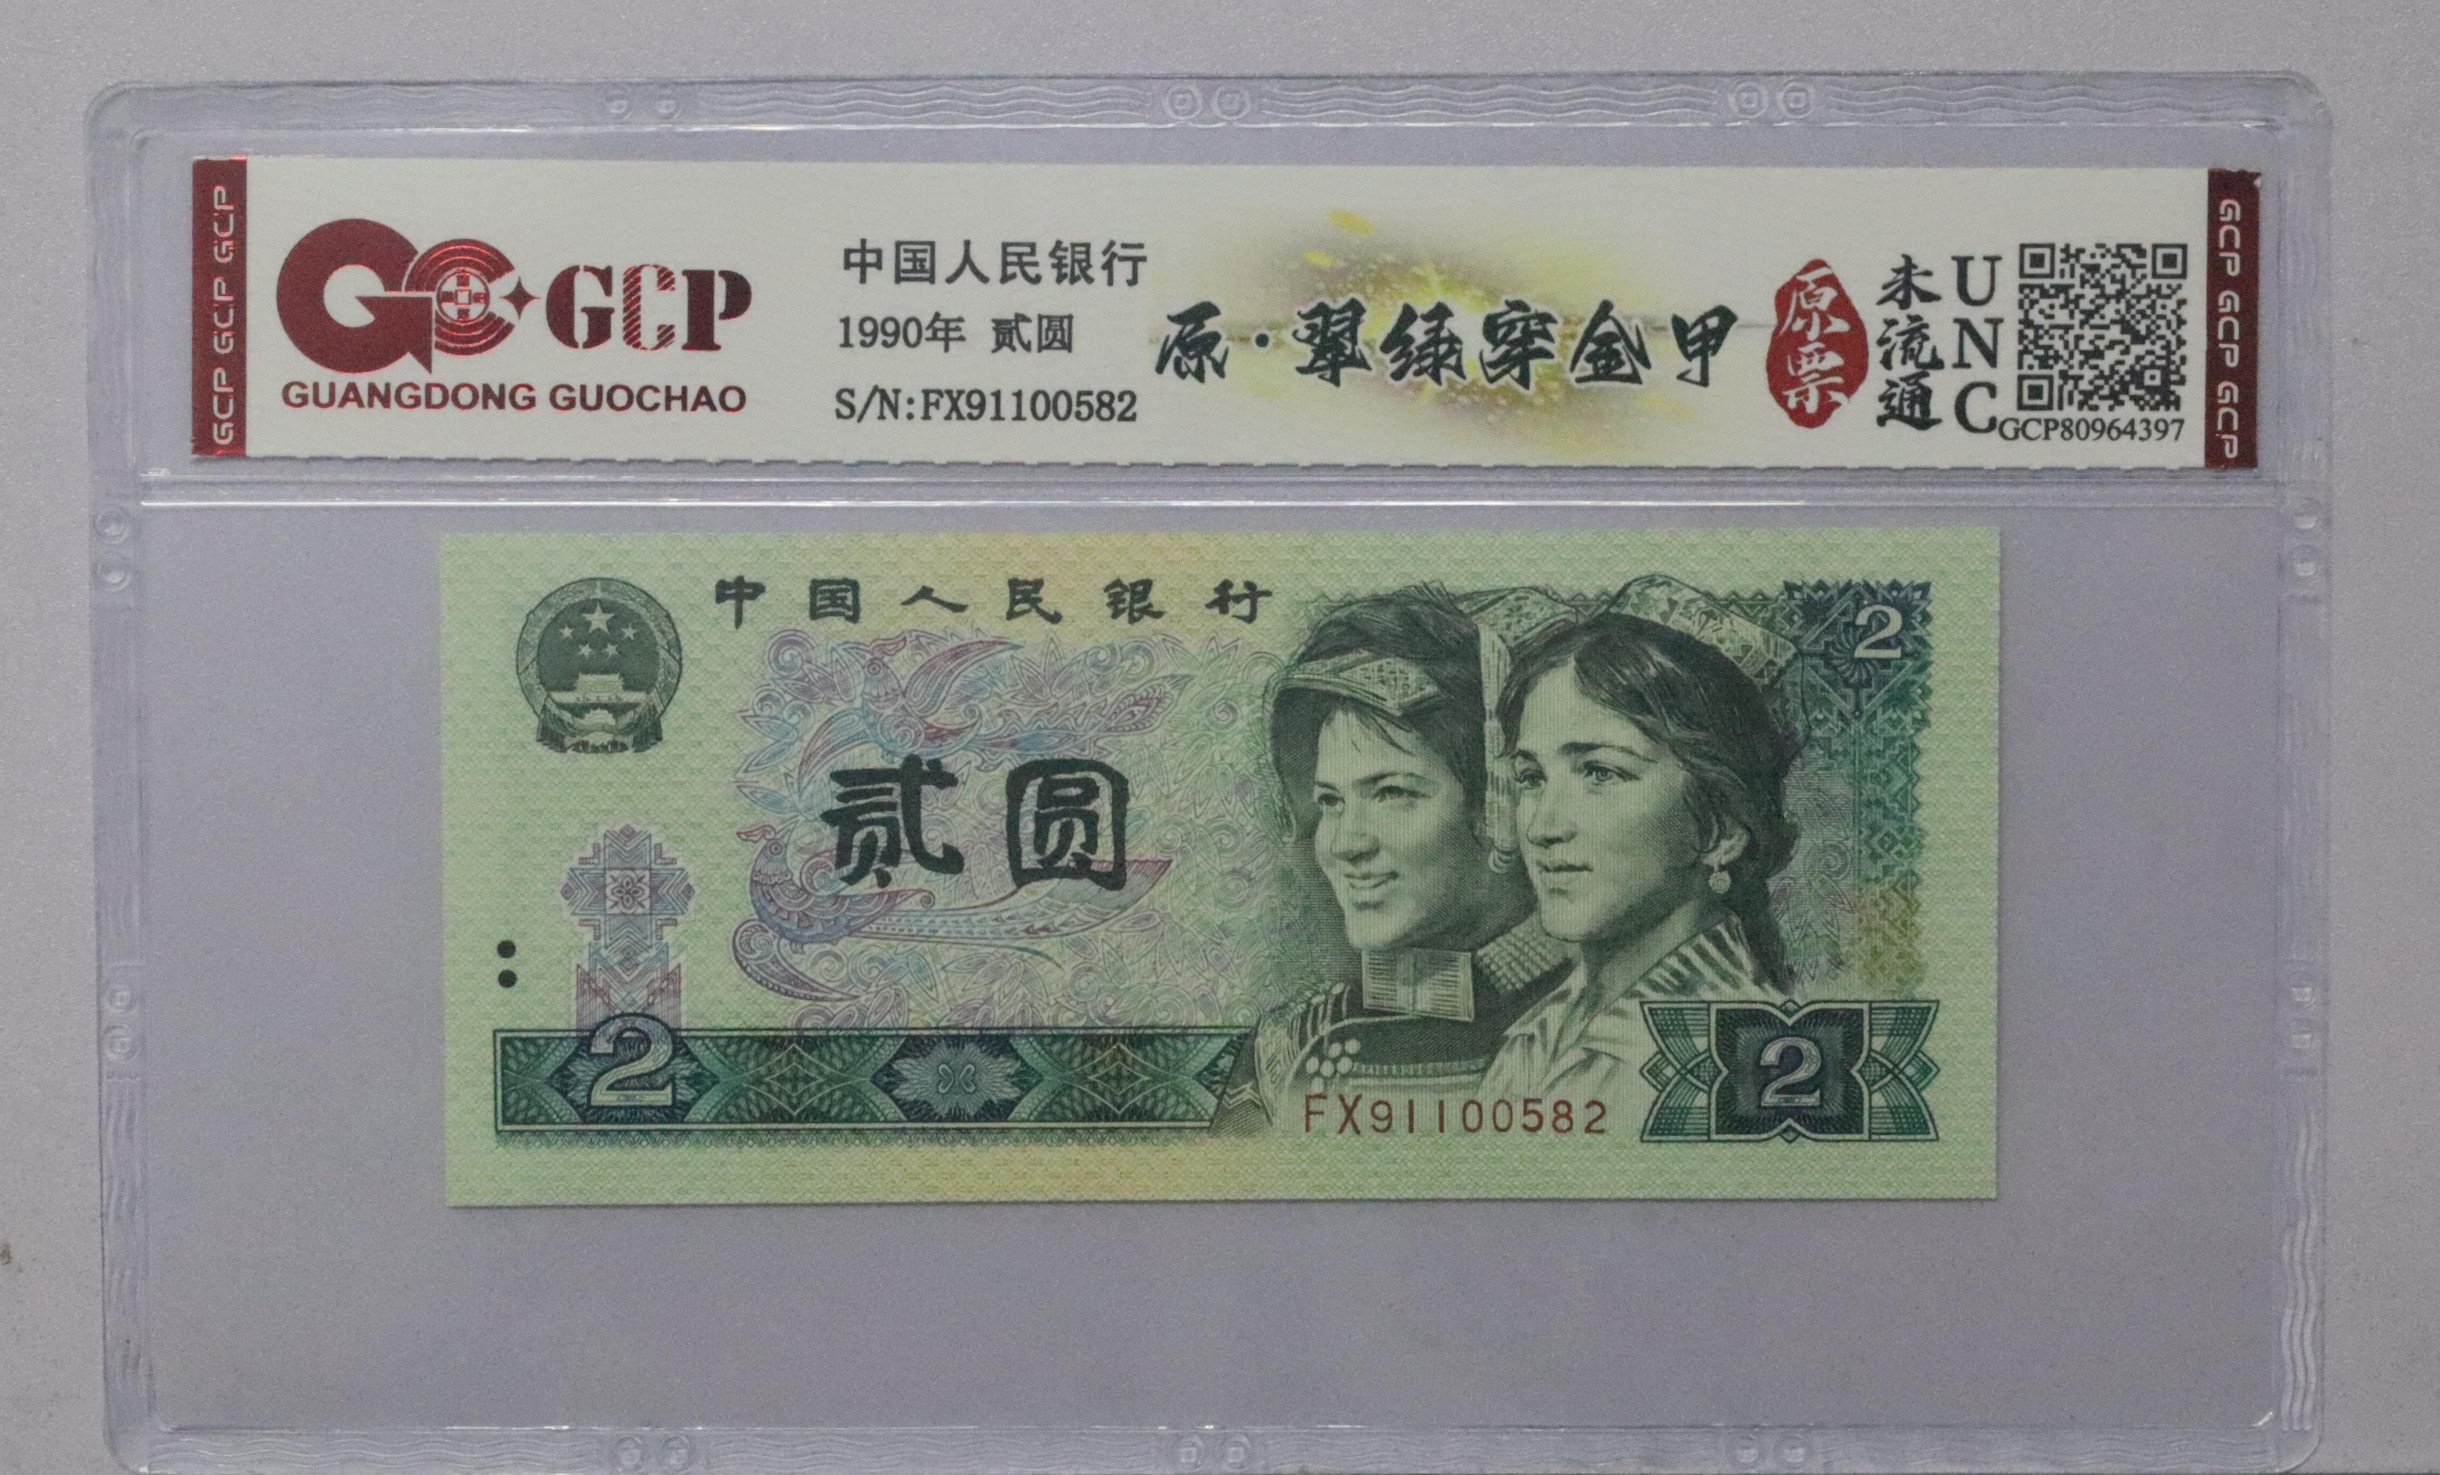 GCP GCP GCP
GCP
GUANGDONG GUOCHAO
中国人民银行
1990年 贰圆
S/N:FX91100582
原·翠绿穿金甲
原票
未流通
UNC
GCP80964397
GCP GCP GCP
中国人民银行
2
贰圆
2
FX91100582
2